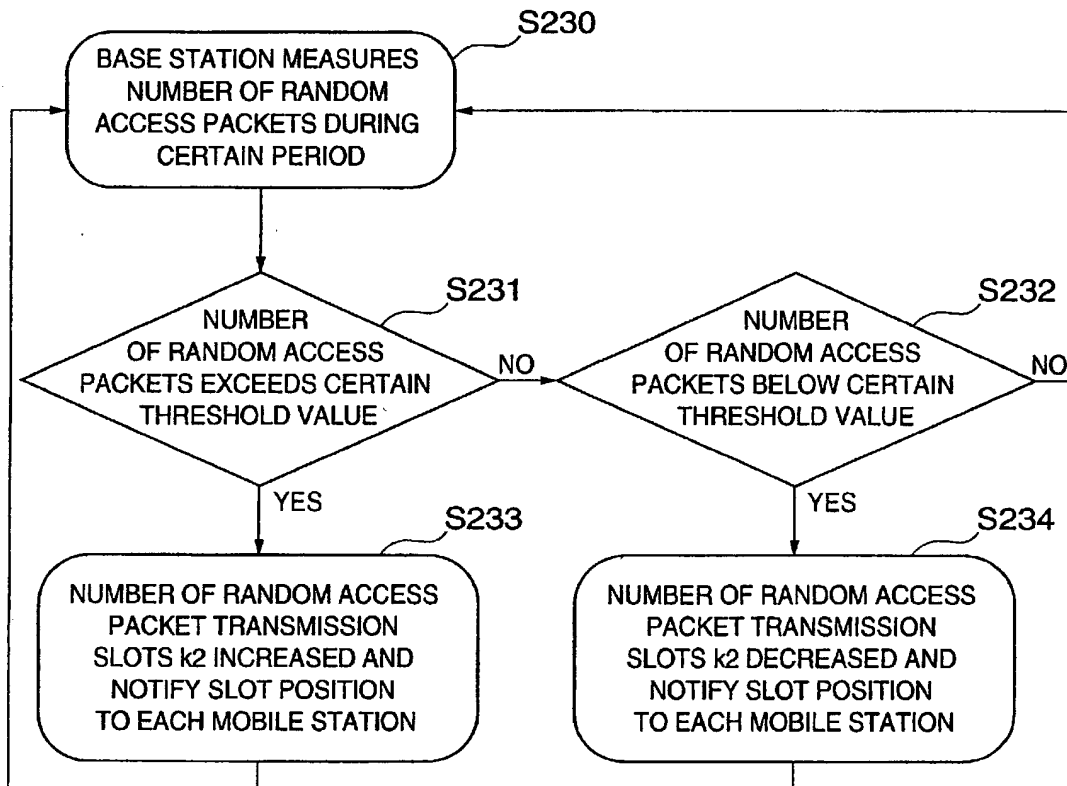 S230
BASE STATION MEASURES
NUMBER OF RANDOM
ACCESS PACKETS DURING
CERTAIN PERIOD
S231
NUMBER
OF RANDOM ACCESS
PACKETS EXCEEDS CERTAIN
THRESHOLD VALUE
NO
YES
S232
NUMBER
OF RANDOM ACCESS
PACKETS BELOW CERTAIN
THRESHOLD VALUE
NO
YES
S233
NUMBER OF RANDOM ACCESS
PACKET TRANSMISSION
SLOTS k2 INCREASED AND
NOTIFY SLOT POSITION
TO EACH MOBILE STATION
S234
NUMBER OF RANDOM ACCESS
PACKET TRANSMISSION
SLOTS k2 DECREASED AND
NOTIFY SLOT POSITION
TO EACH MOBILE STATION